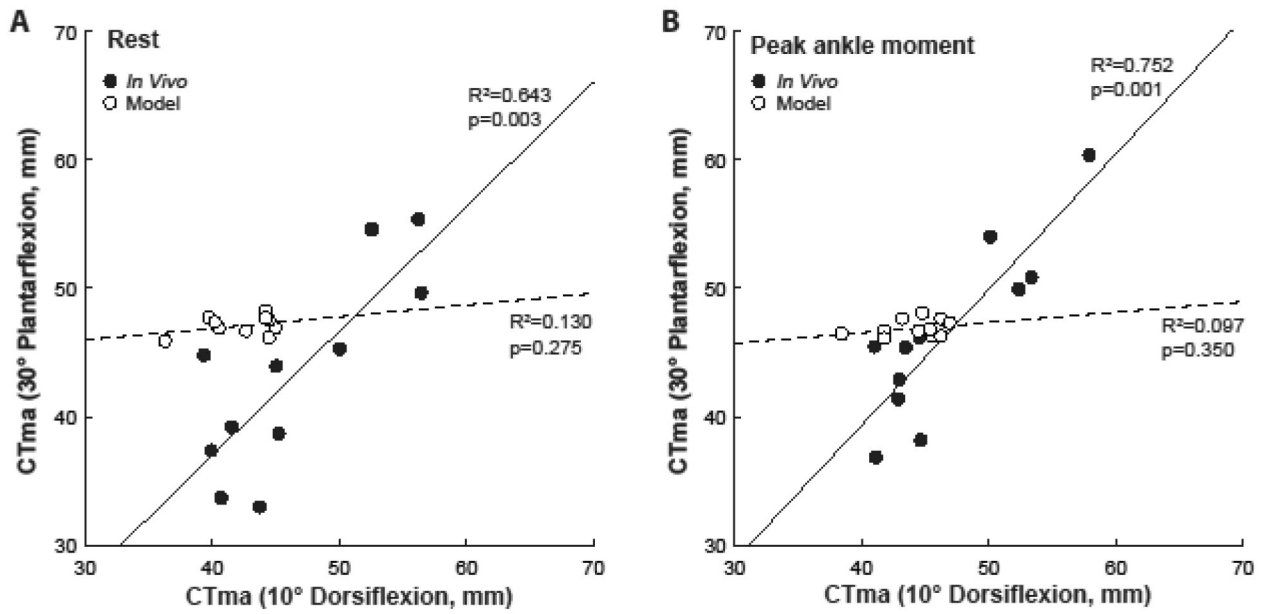 A
Rest
In Vivo
Model
R²=0.643
p=0.003
R²=0.130
p=0.275
70
60
50
40
30
CTma (30° Plantarflexion, mm)
30 40 50 60 70
CTma (10° Dorsiflexion, mm)
B
Peak ankle moment
In Vivo
Model
R²=0.752
p=0.001
R²=0.097
p=0.350
70
60
50
40
30
CTma (30° Plantarflexion, mm)
30 40 50 60 70
CTma (10° Dorsiflexion, mm)